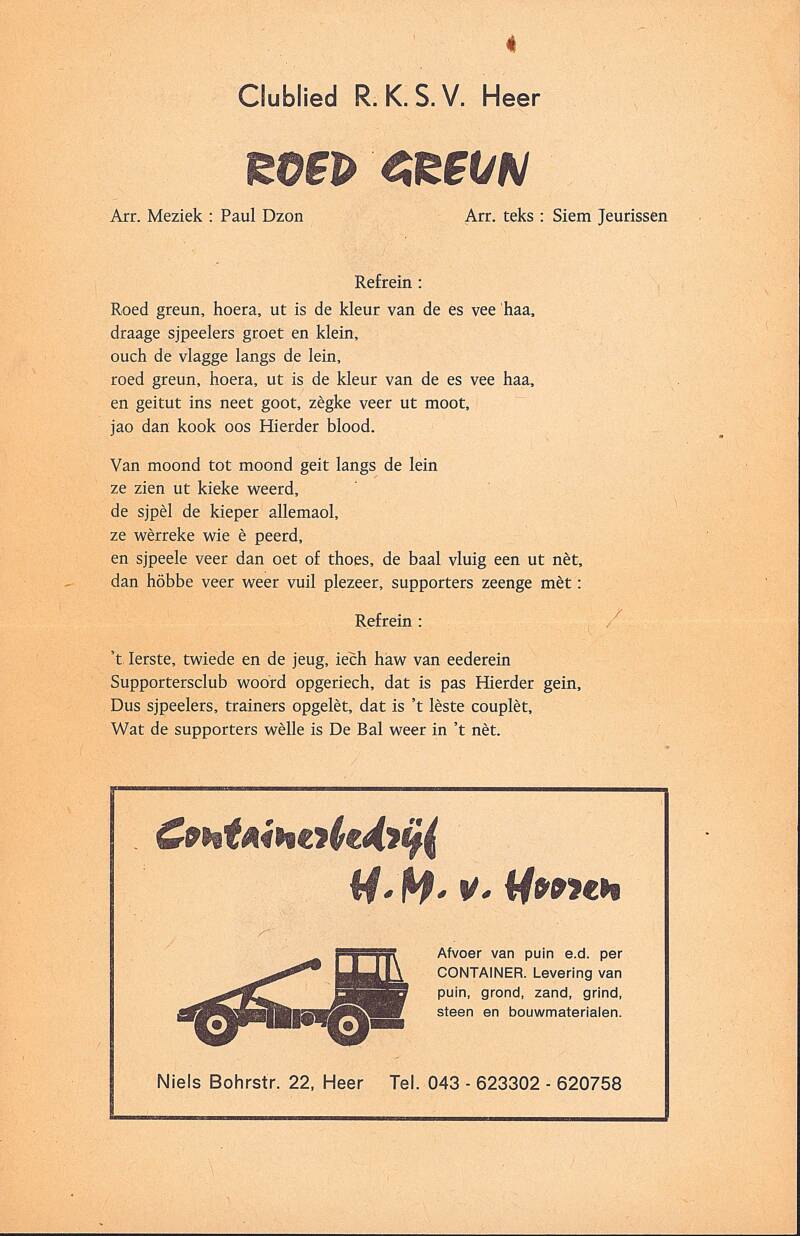 Clublied R. K. S. V. Heer
ROED GREUN
Arr. Meziek : Paul Dzon Arr. teks : Siem Jeurissen
Refrein :
Roed greun, hoera, ut is de kleur van de es vee haa,
draage sjpeelers groet en klein,
ouch de vlagge langs de lein,
roed greun, hoera, ut is de kleur van de es vee haa,
en geitut ins neet goot, zègke veer ut moot,
jao dan kook oos Hierder blood.
Van moond tot moond geit langs de lein
ze zien ut kieke weerd,
de sjpèl de kieper allemaol,
ze wèrreke wie è peerd,
en sjpeele veer dan oet of thoes, de baal vluig een ut nèt,
dan höbbe veer weer vuil plezeer, supporters zeenge mèt :
Refrein :
't Ierste, twiede en de jeug, iech haw van eederein
Supportersclub woord opgeriech, dat is pas Hierder gein,
Dus sjpeelers, trainers opgelèt, dat is 't lèste couplèt,
Wat de supporters wèlle is De Bal weer in 't nèt.
Containerbedrijf
H. M. v. Hooren
Afvoer van puin e.d. per
CONTAINER. Levering van
puin, grond, zand, grind,
steen en bouwmaterialen.
Niels Bohrstr. 22, Heer Tel. 043 - 623302 - 620758